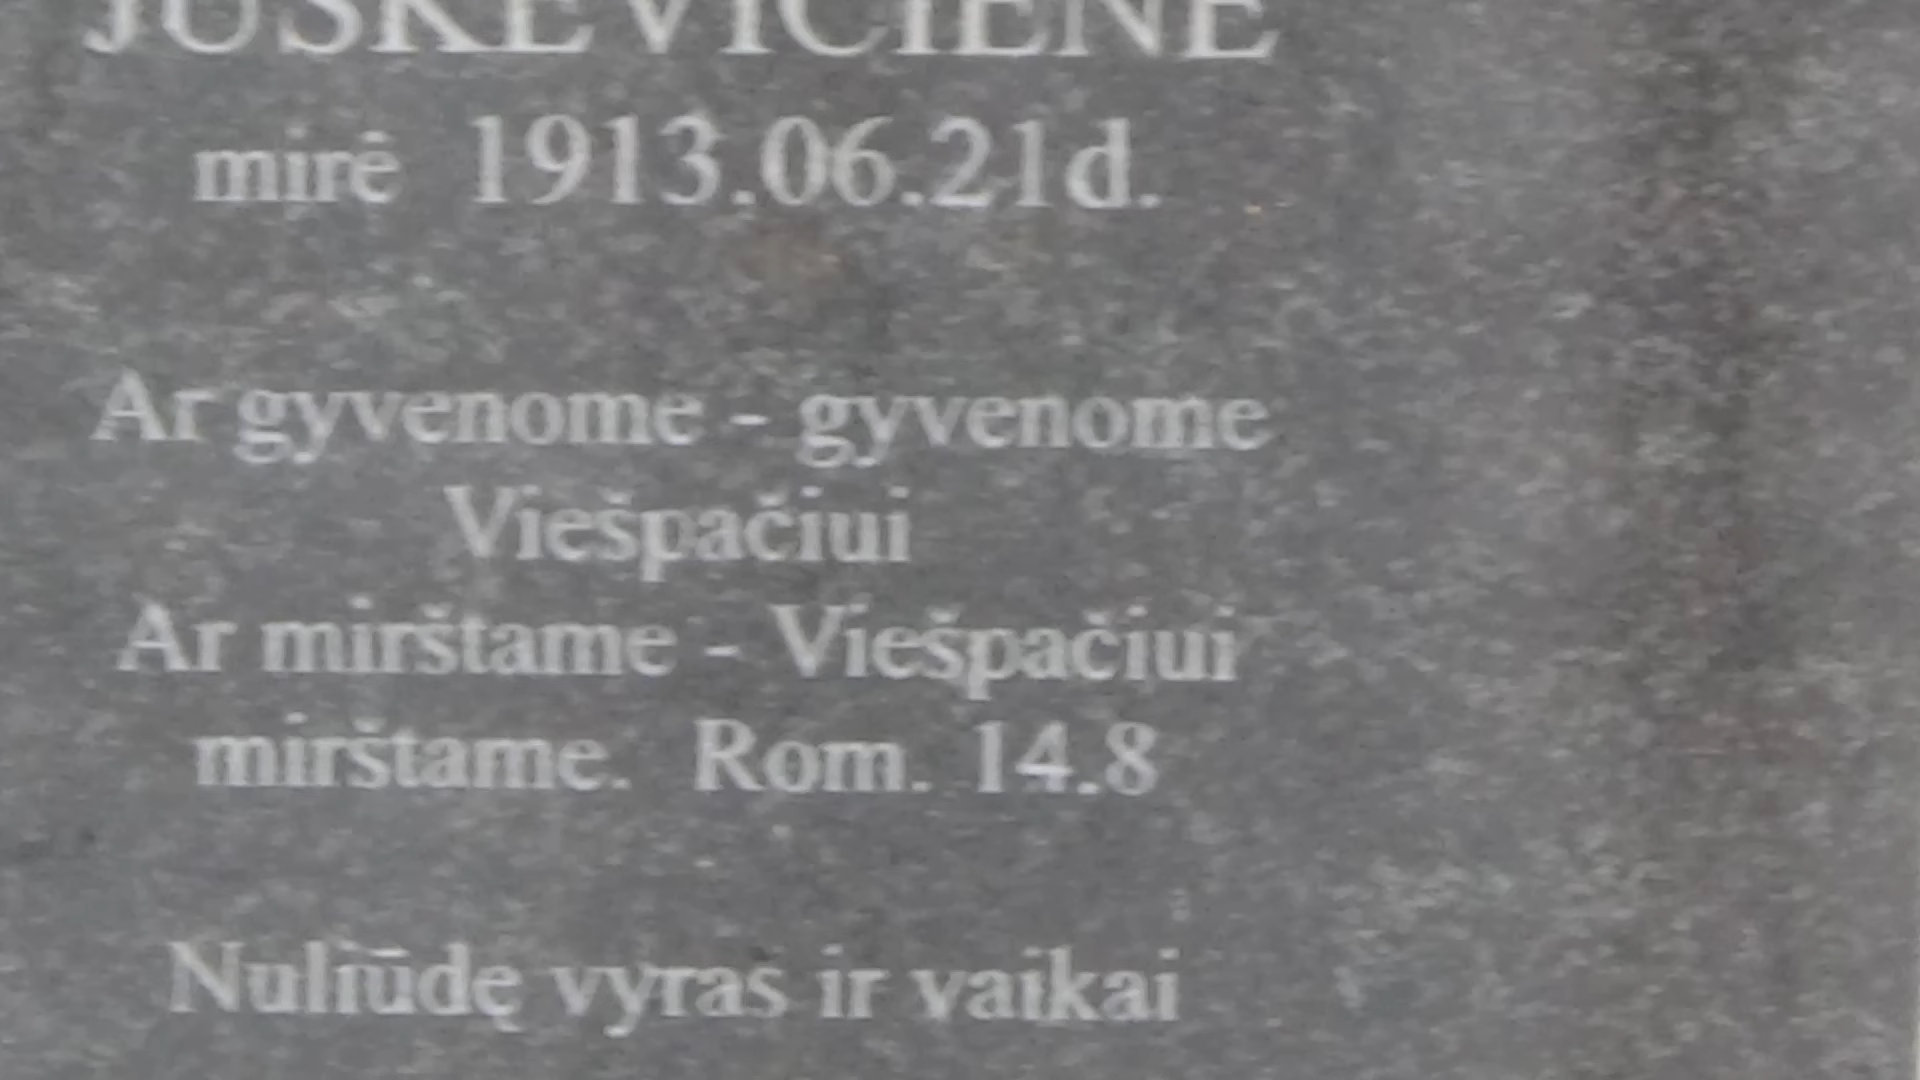 JUŠKEVIČIENĖ
mirė 1913.06.21d.
Ar gyvenome - gyvenome
Viešpačiui
Ar mirštame - Viešpačiui
mirštame. Rom. 14.8
Nuliūdę vyras ir vaikai